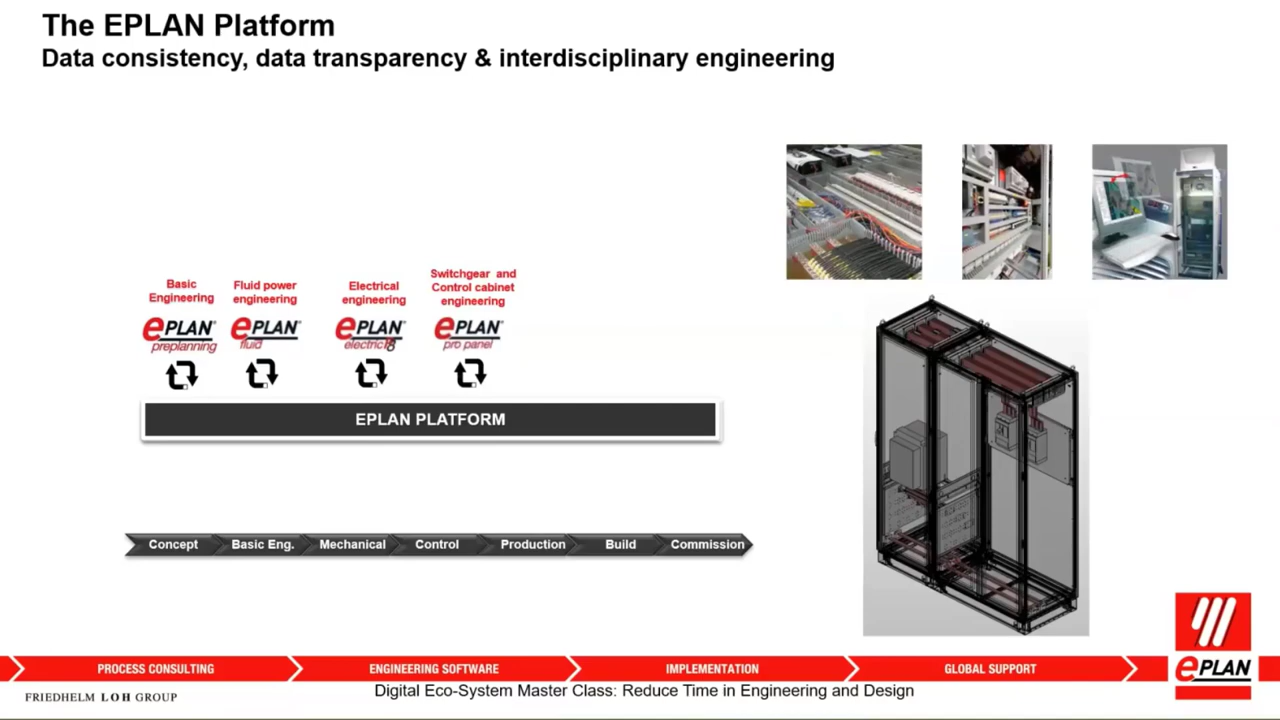 The EPLAN Platform
Data consistency, data transparency & interdisciplinary engineering
Basic
Engineering
Fluid power
engineering
Electrical
engineering
Switchgear and
Control cabinet
engineering
ePLAN®
preplanning
ePLAN®
fluid
ePLAN®
electric P8
ePLAN®
pro panel
EPLAN PLATFORM
Concept
Basic Eng.
Mechanical
Control
Production
Build
Commission
PROCESS CONSULTING
ENGINEERING SOFTWARE
IMPLEMENTATION
GLOBAL SUPPORT
ePLAN
FRIEDHELM LOH GROUP
Digital Eco-System Master Class: Reduce Time in Engineering and Design